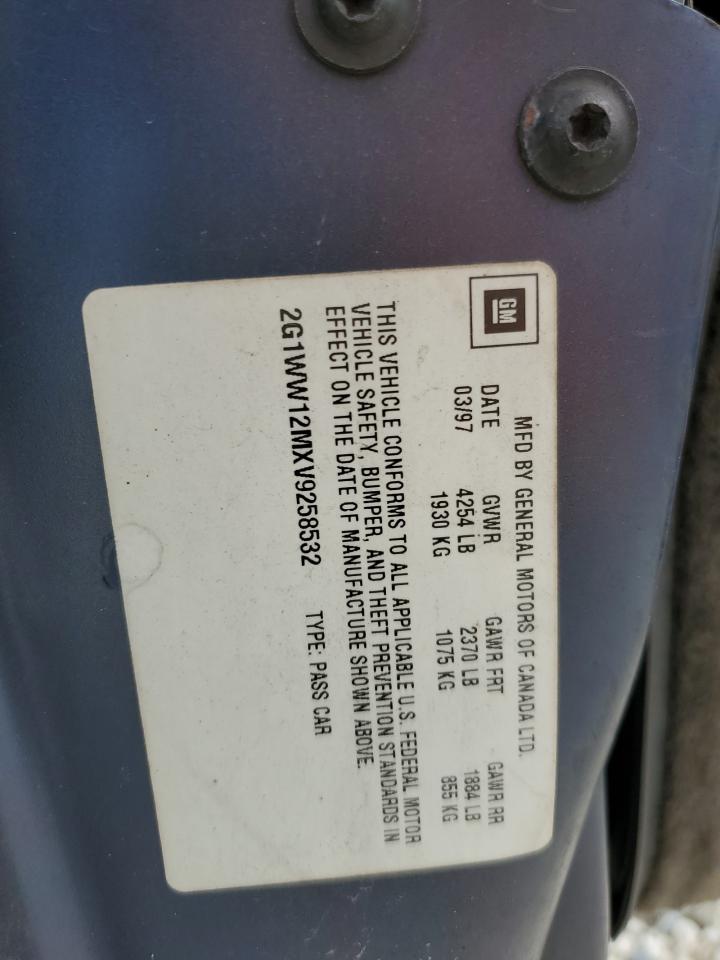 GM
MFD BY GENERAL MOTORS OF CANADA LTD.
DATE GVWR GAWR FRT GAWR RR
03/97 4254 LB 2370 LB 1884 LB
1930 KG 1075 KG 855 KG
THIS VEHICLE CONFORMS TO ALL APPLICABLE U.S. FEDERAL MOTOR
VEHICLE SAFETY, BUMPER, AND THEFT PREVENTION STANDARDS IN
EFFECT ON THE DATE OF MANUFACTURE SHOWN ABOVE.
2G1WW12MXV9258532 TYPE: PASS CAR